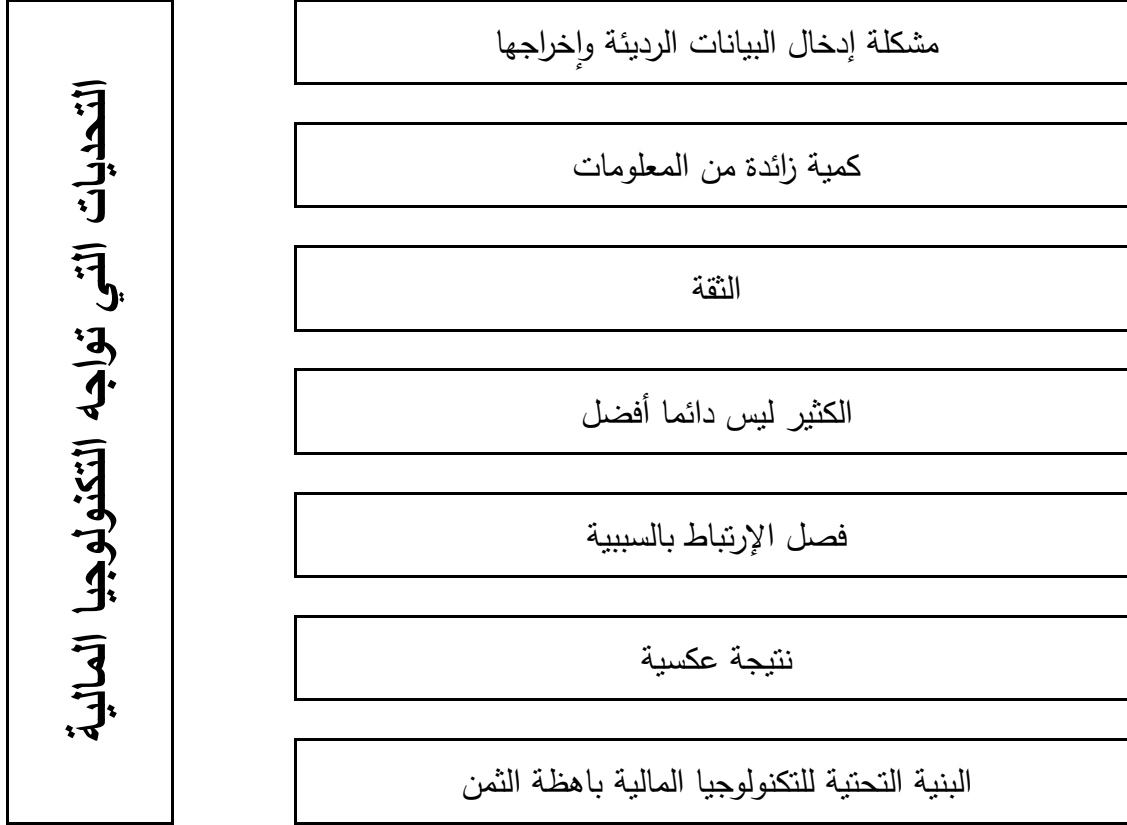 التحديات التي تواجه التكنولوجيا المالية
مشكلة إدخال البيانات الرديئة وإخراجها
كمية زائدة من المعلومات
الثقة
الكثير ليس دائما أفضل
فصل الإرتباط بالسببية
نتيجة عكسية
البنية التحتية للتكنولوجيا المالية باهظة الثمن